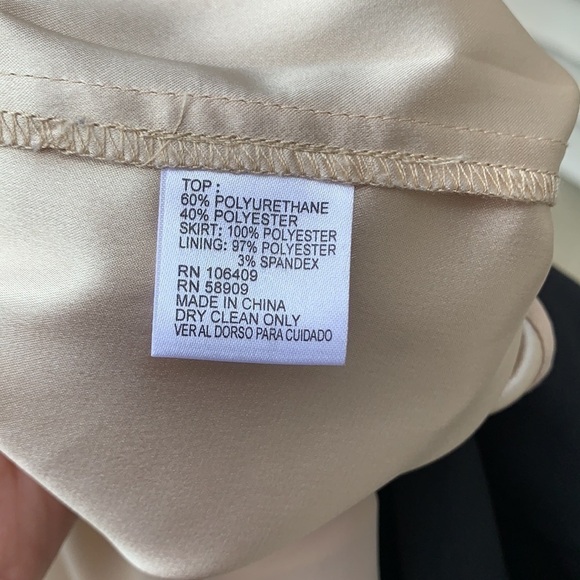 TOP :
60% POLYURETHANE
40% POLYESTER
SKIRT: 100% POLYESTER
LINING: 97% POLYESTER
3% SPANDEX
RN 106409
RN 58909
MADE IN CHINA
DRY CLEAN ONLY
VER AL DORSO PARA CUIDADO